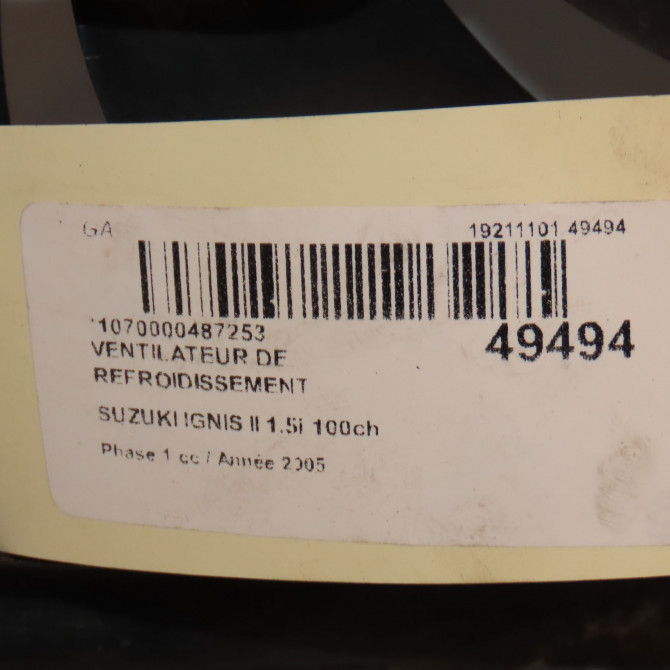 GA
19211101 49494
*1070000487253
49494
VENTILATEUR DE
REFROIDISSEMENT
SUZUKI IGNIS II 1.5i 100ch
Phase 1 cc / Année 2005